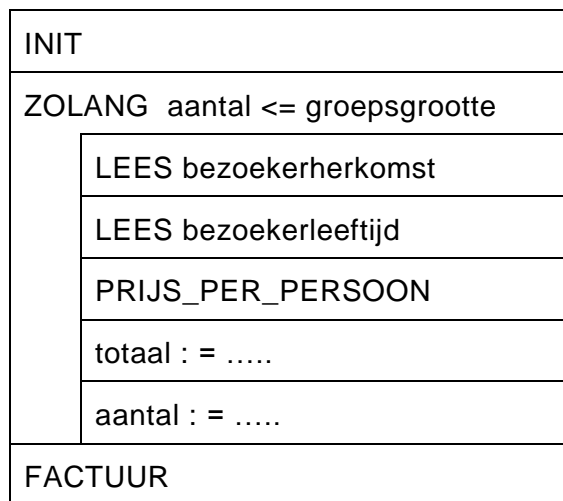 INIT
ZOLANG aantal <= groepsgrootte
LEES bezoekerherkomst
LEES bezoekerleeftijd
PRIJS_PER_PERSOON
totaal : = …..
aantal : = …..
FACTUUR